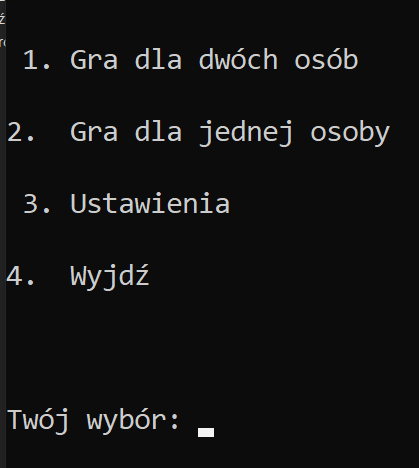 1. Gra dla dwóch osób
2.  Gra dla jednej osoby
3. Ustawienia
4.  Wyjdź
Twój wybór: